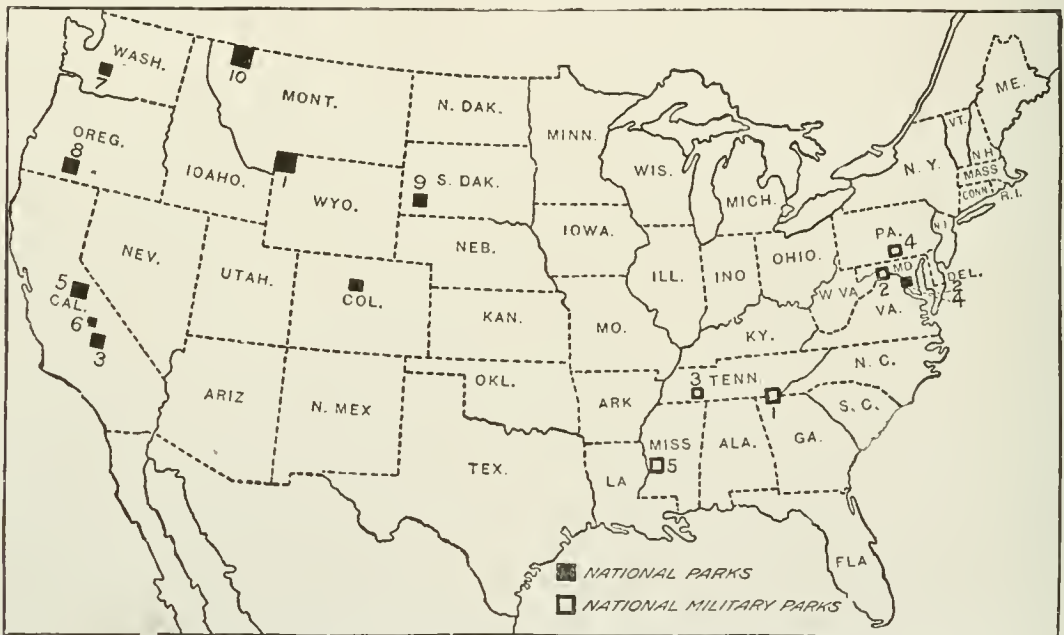 WASH.
7
10
MONT.
N. DAK.
MINN.
ME.
VT.
N.H.
MASS
CONN.
R.I.
N. Y.
OREG.
8
IDAHO.
1
WYO.
9
S. DAK.
WIS.
MICH.
NEV.
UTAH.
COL.
NEB.
IOWA.
ILL.
IND
OHIO.
PA.
4
N.J.
MD
DEL.
2
4
W VA
VA.
5
CAL.
6
3
KAN.
MO.
KY.
ARIZ
N. MEX
OKL.
ARK
3
TENN.
1
N. C.
S. C.
TEX.
LA
MISS
5
ALA.
GA.
FLA
NATIONAL PARKS
NATIONAL MILITARY PARKS